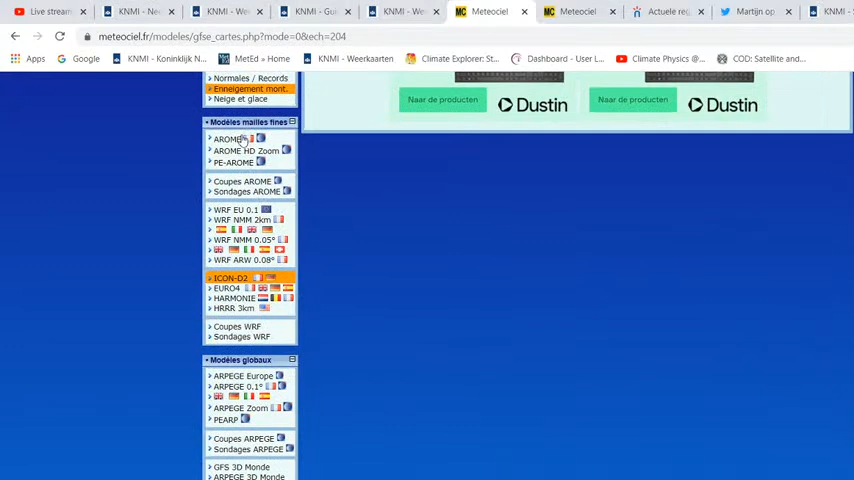 Live stream
KNMI - Ne
KNMI - We
KNMI - Gui
KNMI - We
Meteociel
Meteociel
Actuele reg
Martijn op
KNMI - S
meteociel.fr/modeles/gfse_cartes.php?mode=0&ech=204
Apps
Google
KNMI - Koninklijk N...
MetEd » Home
KNMI - Weerkaarten
Climate Explorer: St...
Dashboard - User L...
Climate Physics @...
COD: Satellite and...
Normales / Records
Enneigement mont.
Neige et glace
Naar de producten
Dustin
Naar de producten
Dustin
Modèles mailles fines
AROME
AROME HD Zoom
PE-AROME
Coupes AROME
Sondages AROME
WRF EU 0.1
WRF NMM 2km
WRF NMM 0.05°
WRF ARW 0.08°
ICON-D2
EURO4
HARMONIE
HRRR 3km
Coupes WRF
Sondages WRF
Modèles globaux
ARPEGE Europe
ARPEGE 0.1°
ARPEGE Zoom
PEARP
Coupes ARPEGE
Sondages ARPEGE
GFS 3D Monde
ARPEGE 3D Monde